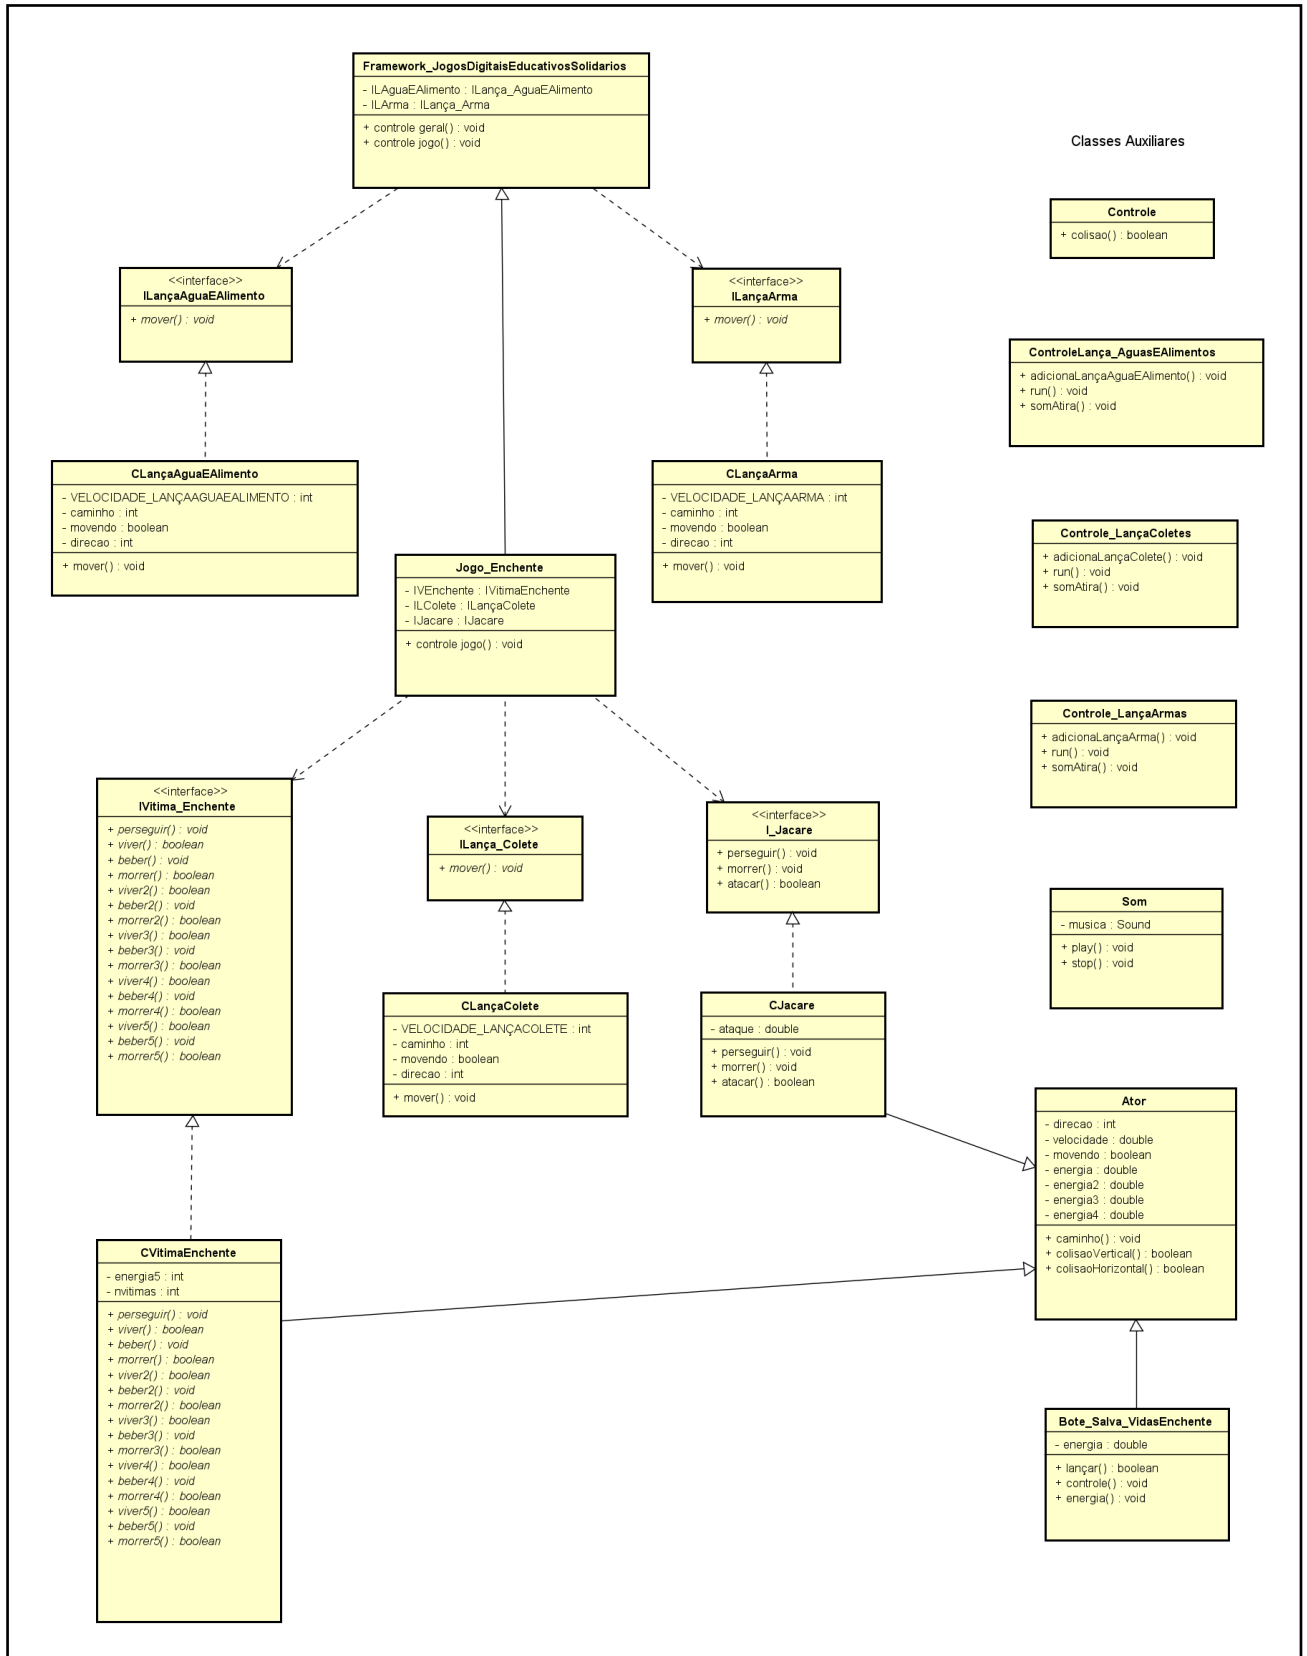 Framework_JogosDigitaisEducativosSolidarios
- ILAguaEAlimento : ILança_AguaEAlimento
- ILArma : ILança_Arma
+ controle geral() : void
+ controle jogo() : void
Classes Auxiliares
Controle
+ colisao() : boolean
<<interface>>
ILançaAguaEAlimento
+ mover() : void
<<interface>>
ILançaArma
+ mover() : void
ControleLança_AguasEAlimentos
+ adicionaLançaAguaEAlimento() : void
+ run() : void
+ somAtira() : void
CLançaAguaEAlimento
- VELOCIDADE_LANÇAAGUAEALIMENTO : int
- caminho : int
- movendo : boolean
- direcao : int
+ mover() : void
CLançaArma
- VELOCIDADE_LANÇAARMA : int
- caminho : int
- movendo : boolean
- direcao : int
+ mover() : void
Controle_LançaColetes
+ adicionaLançaColete() : void
+ run() : void
+ somAtira() : void
Jogo_Enchente
- IVEnchente : IVitimaEnchente
- ILColete : ILançaColete
- IJacare : IJacare
+ controle jogo() : void
Controle_LançaArmas
+ adicionaLançaArma() : void
+ run() : void
+ somAtira() : void
<<interface>>
IVitima_Enchente
+ perseguir() : void
+ viver() : boolean
+ beber() : void
+ morrer() : boolean
+ viver2() : boolean
+ beber2() : void
+ morrer2() : boolean
+ viver3() : boolean
+ beber3() : void
+ morrer3() : boolean
+ viver4() : boolean
+ beber4() : void
+ morrer4() : boolean
+ viver5() : boolean
+ beber5() : void
+ morrer5() : boolean
<<interface>>
ILança_Colete
+ mover() : void
<<interface>>
I_Jacare
+ perseguir() : void
+ morrer() : void
+ atacar() : boolean
Som
- musica : Sound
+ play() : void
+ stop() : void
CLançaColete
- VELOCIDADE_LANÇACOLETE : int
- caminho : int
- movendo : boolean
- direcao : int
+ mover() : void
CJacare
- ataque : double
+ perseguir() : void
+ morrer() : void
+ atacar() : boolean
Ator
- direcao : int
- velocidade : double
- movendo : boolean
- energia : double
- energia2 : double
- energia3 : double
- energia4 : double
+ caminho() : void
+ colisaoVertical() : boolean
+ colisaoHorizontal() : boolean
CVitimaEnchente
- energia5 : int
- nvitimas : int
+ perseguir() : void
+ viver() : boolean
+ beber() : void
+ morrer() : boolean
+ viver2() : boolean
+ beber2() : void
+ morrer2() : boolean
+ viver3() : boolean
+ beber3() : void
+ morrer3() : boolean
+ viver4() : boolean
+ beber4() : void
+ morrer4() : boolean
+ viver5() : boolean
+ beber5() : void
+ morrer5() : boolean
Bote_Salva_VidasEnchente
- energia : double
+ lançar() : boolean
+ controle() : void
+ energia() : void